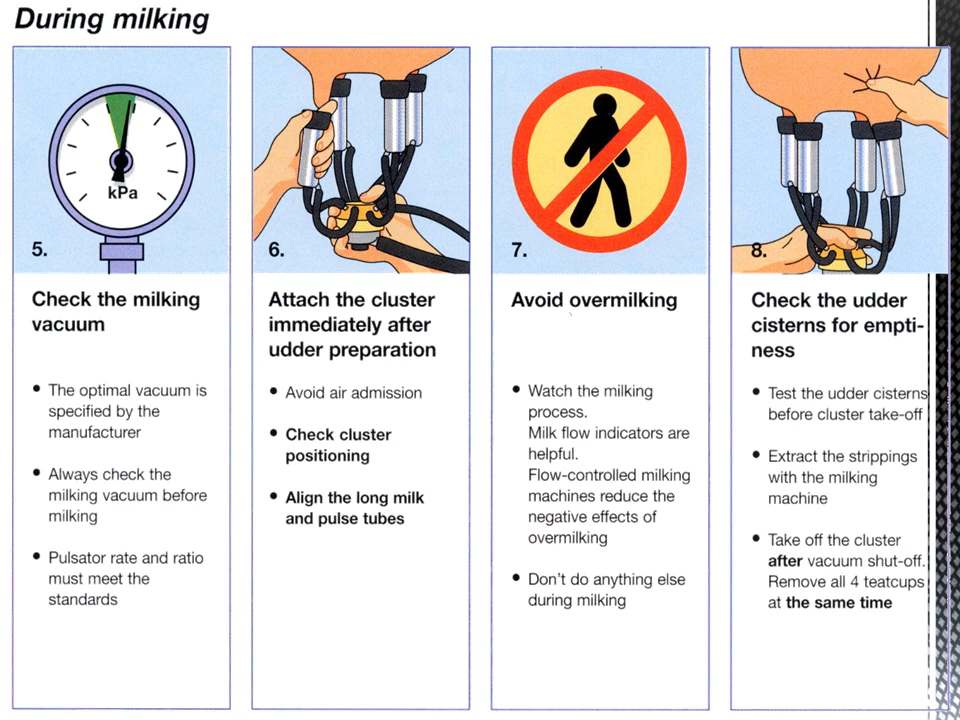 During milking
kPa
5.
Check the milking
vacuum
• The optimal vacuum is
specified by the
manufacturer
• Always check the
milking vacuum before
milking
• Pulsator rate and ratio
must meet the
standards
6.
Attach the cluster
immediately after
udder preparation
• Avoid air admission
• Check cluster
positioning
• Align the long milk
and pulse tubes
7.
Avoid overmilking
• Watch the milking
process.
Milk flow indicators are
helpful.
Flow-controlled milking
machines reduce the
negative effects of
overmilking
• Don't do anything else
during milking
8.
Check the udder
cisterns for empti-
ness
• Test the udder cisterns
before cluster take-off
• Extract the strippings
with the milking
machine
• Take off the cluster
after vacuum shut-off.
Remove all 4 teatcups
at the same time